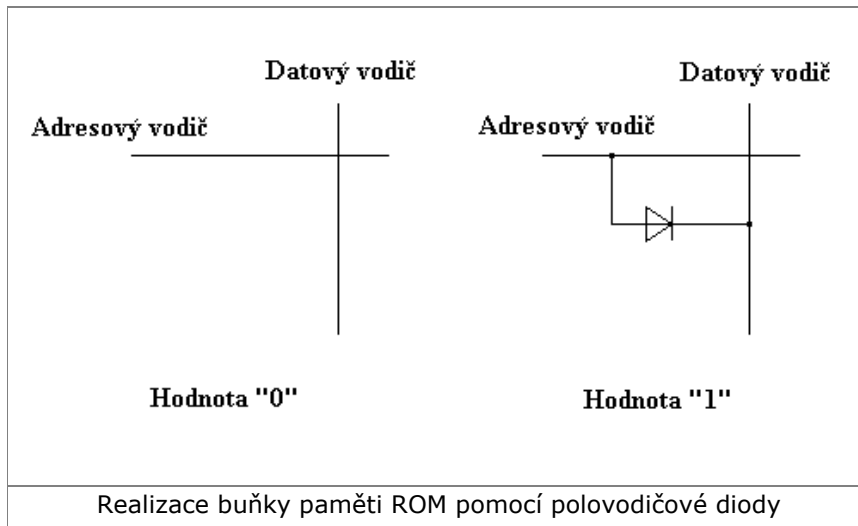 Datový vodič
Adresový vodič
Hodnota "0"
Datový vodič
Adresový vodič
Hodnota "1"
Realizace buňky paměti ROM pomocí polovodičové diody